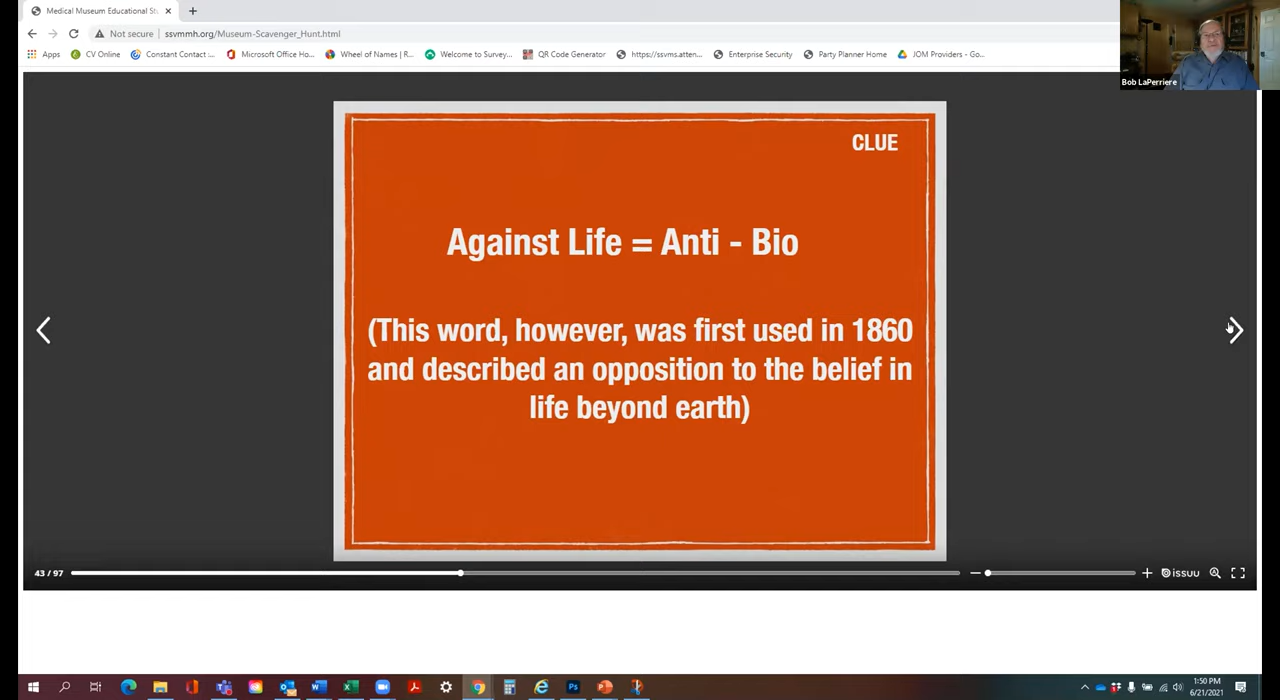 Medical Museum Educational St
Not secure
ssvmmh.org/Museum-Scavenger_Hunt.html
Apps
CV Online
Constant Contact :...
Microsoft Office Ho...
Wheel of Names | R...
Welcome to Survey...
QR Code Generator
https://ssvms.atten...
Enterprise Security
Party Planner Home
JOM Providers - Go...
Bob LaPerriere
CLUE
Against Life = Anti - Bio
(This word, however, was first used in 1860
and described an opposition to the belief in
life beyond earth)
43 / 97
issuu
1:50 PM
6/21/2021